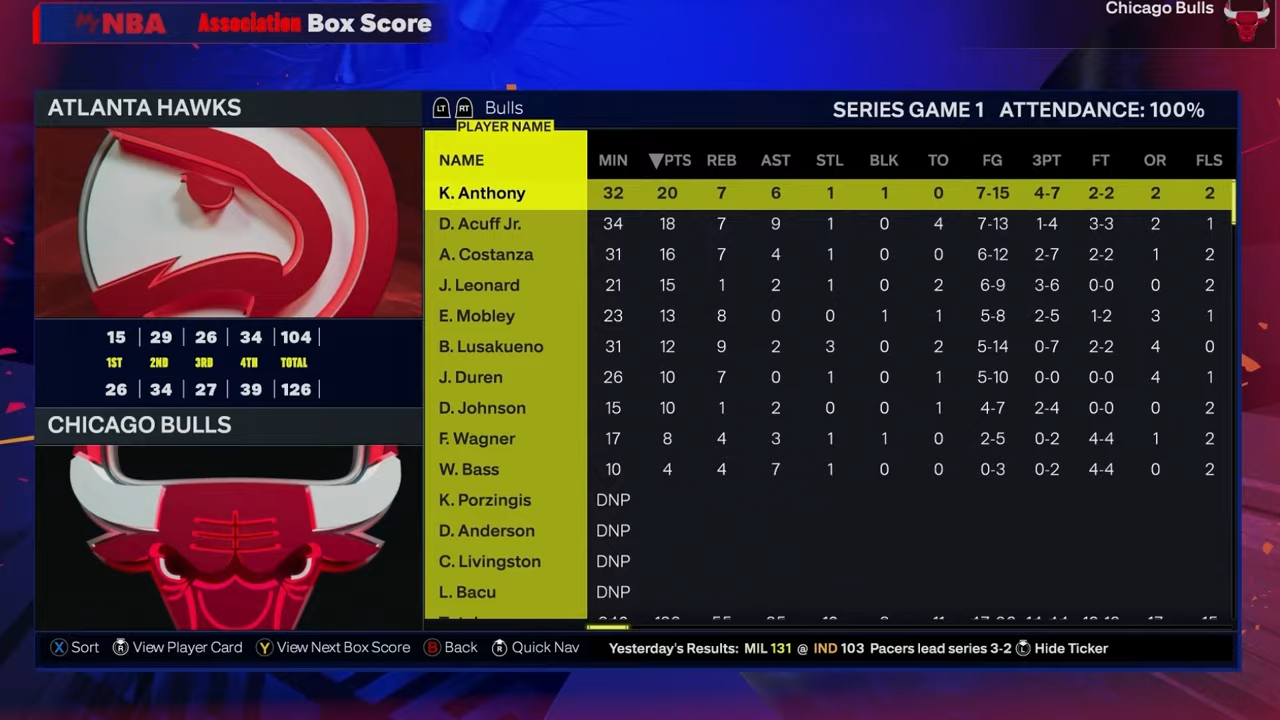 MyNBA Association Box Score
Chicago Bulls
ATLANTA HAWKS
15 29 26 34 104
1ST 2ND 3RD 4TH TOTAL
26 34 27 39 126
CHICAGO BULLS
LT RT Bulls
SERIES GAME 1 ATTENDANCE: 100%
PLAYER NAME
NAME MIN ▼PTS REB AST STL BLK TO FG 3PT FT OR FLS
K. Anthony 32 20 7 6 1 1 0 7-15 4-7 2-2 2 2
D. Acuff Jr. 34 18 7 9 1 0 4 7-13 1-4 3-3 2 1
A. Costanza 31 16 7 4 1 0 0 6-12 2-7 2-2 1 2
J. Leonard 21 15 1 2 1 0 2 6-9 3-6 0-0 0 2
E. Mobley 23 13 8 0 0 1 1 5-8 2-5 1-2 3 1
B. Lusakueno 31 12 9 2 3 0 2 5-14 0-7 2-2 4 0
J. Duren 26 10 7 0 1 0 1 5-10 0-0 0-0 4 1
D. Johnson 15 10 1 2 0 0 1 4-7 2-4 0-0 0 2
F. Wagner 17 8 4 3 1 1 0 2-5 0-2 4-4 1 2
W. Bass 10 4 4 7 1 0 0 0-3 0-2 4-4 0 2
K. Porzingis DNP
D. Anderson DNP
C. Livingston DNP
L. Bacu DNP
X Sort R View Player Card Y View Next Box Score B Back R Quick Nav
Yesterday's Results: MIL 131 @ IND 103 Pacers lead series 3-2 L Hide Ticker